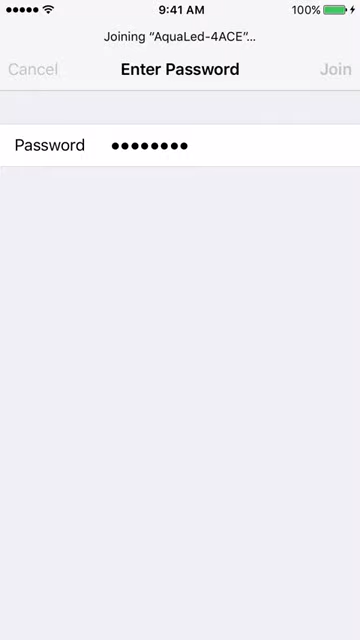 9:41 AM
100%
Joining “AquaLed-4ACE”...
Cancel
Enter Password
Join
Password ●●●●●●●●